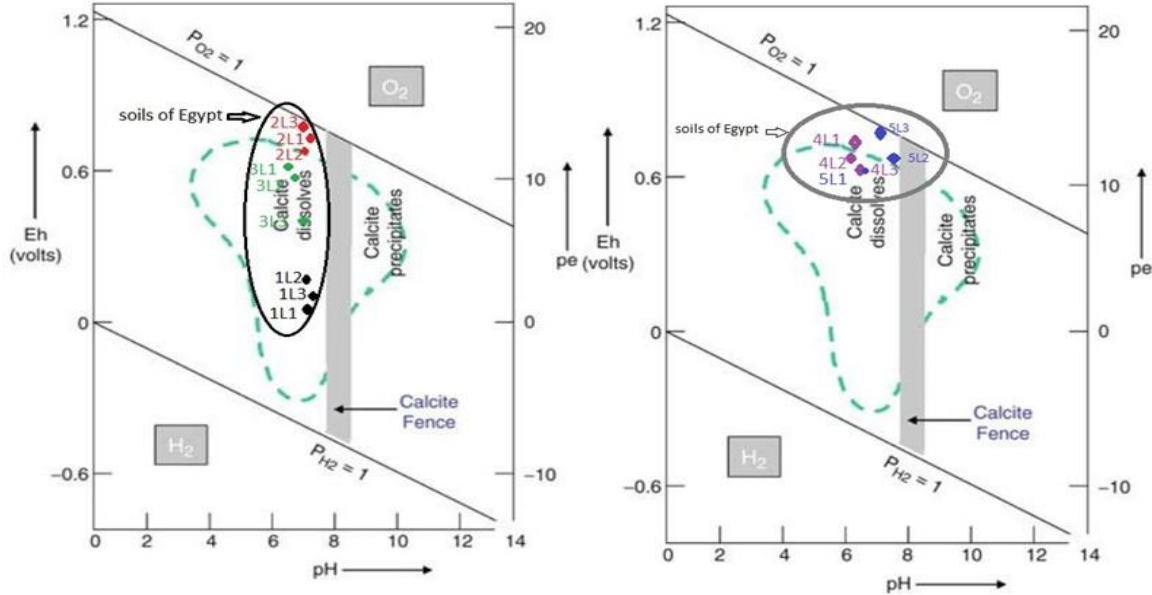 1.2
20
P O2 = 1
O2
soils of Egypt
2L3
2L1
2L2
0.6
3L1
10
Calcite
dissolves
Calcite
precipitates
Eh
(volts)
pe
1L2
1L3
1L1
0
0
Calcite
Fence
H2
P H2 = 1
-0.6
-10
0 2 4 6 8 10 12 14
pH
1.2
20
P O2 = 1
O2
soils of Egypt
5L3
4L1
4L2
5L2
5L1
4L3
0.6
10
Calcite
dissolves
Calcite
precipitates
Eh
(volts)
pe
0
0
Calcite
Fence
H2
P H2 = 1
-0.6
-10
0 2 4 6 8 10 12 14
pH